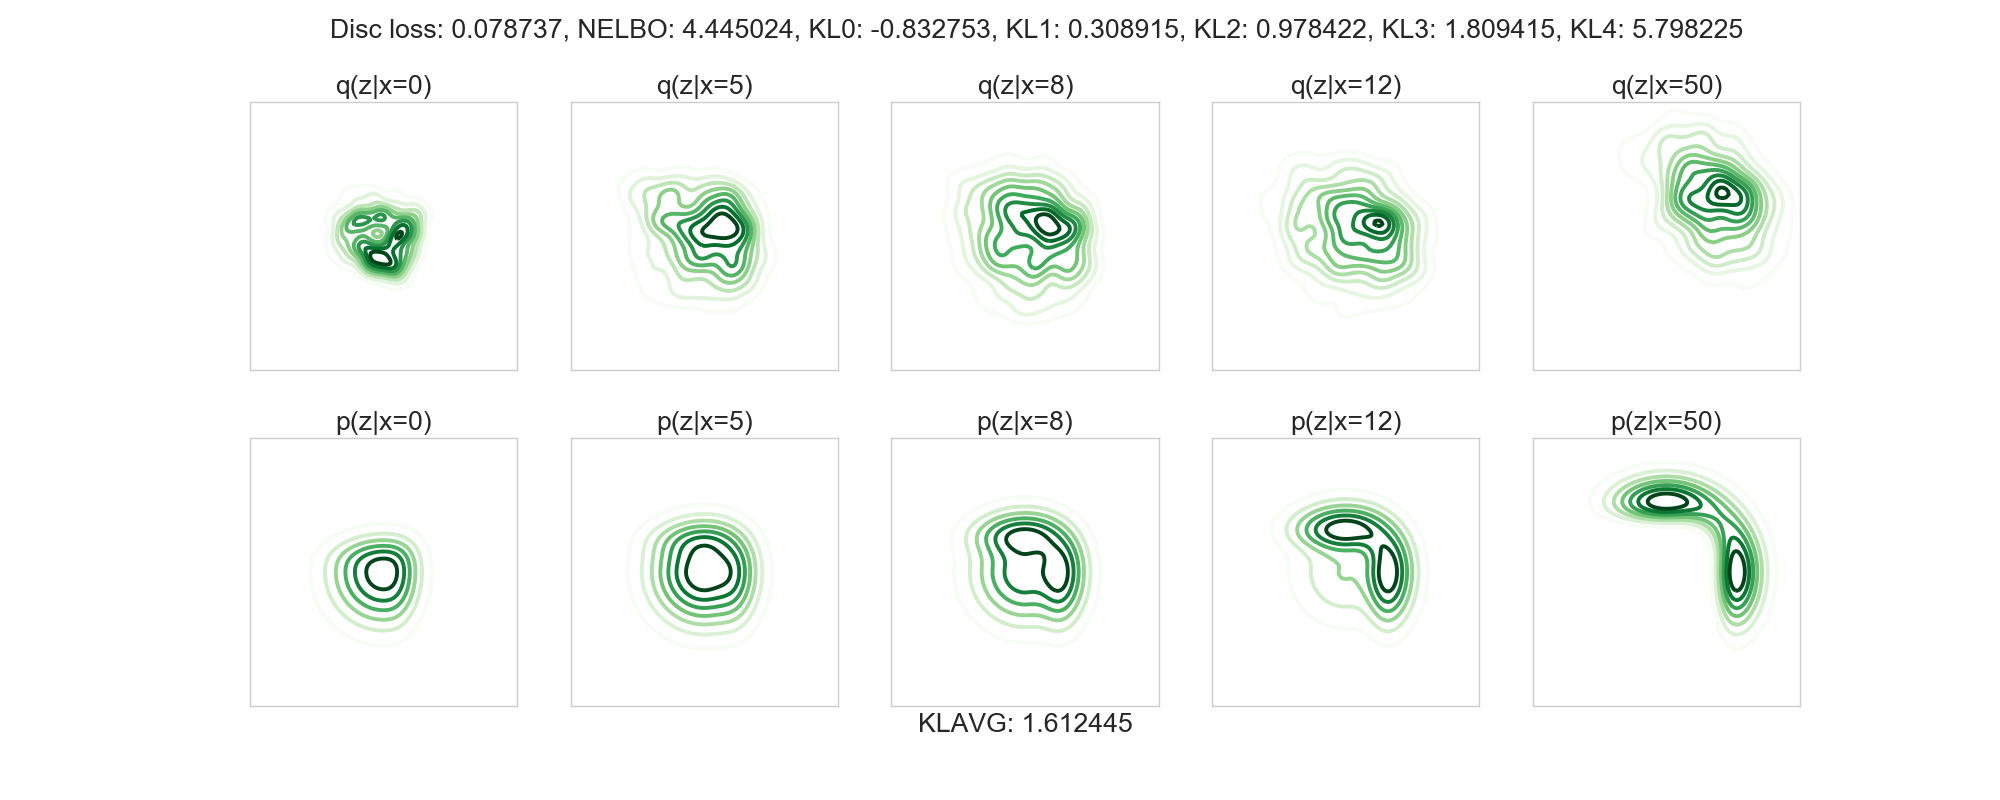 Disc loss: 0.078737, NELBO: 4.445024, KL0: -0.832753, KL1: 0.308915, KL2: 0.978422, KL3: 1.809415, KL4: 5.798225
q(z|x=0) q(z|x=5) q(z|x=8) q(z|x=12) q(z|x=50)
p(z|x=0) p(z|x=5) p(z|x=8) p(z|x=12) p(z|x=50)
KLAVG: 1.612445